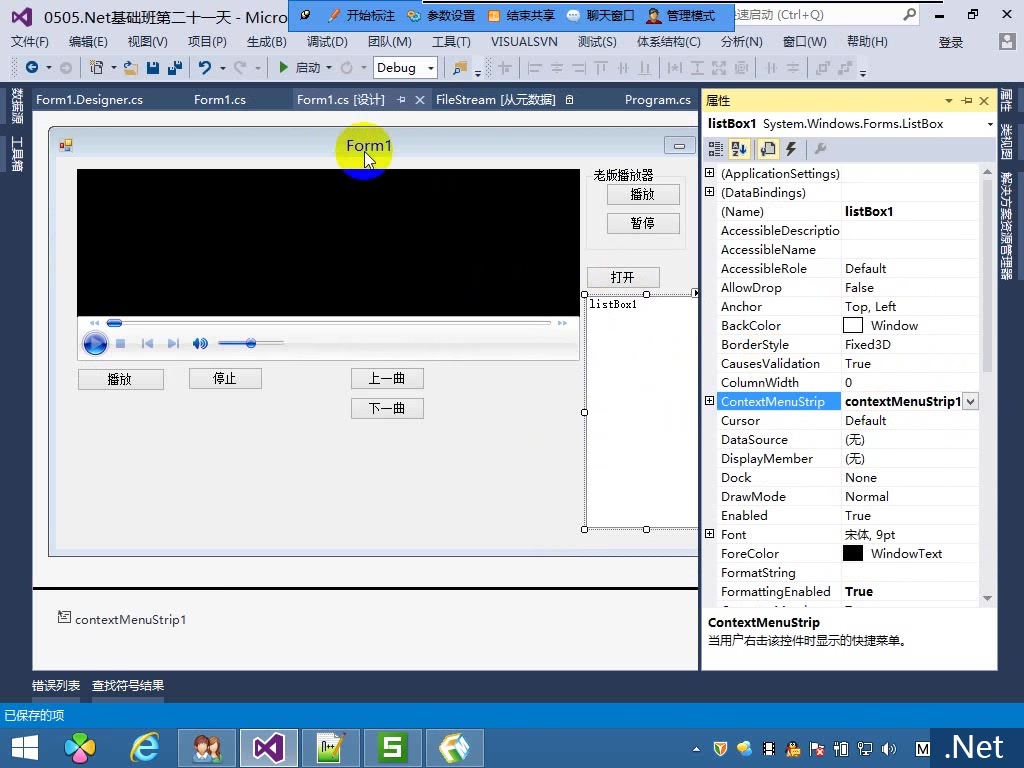 0505.Net基础班第二十一天 - Micro
开始标注 参数设置 结束共享 聊天窗口 管理模式
速启动 (Ctrl+Q)
文件(F) 编辑(E) 视图(V) 项目(P) 生成(B) 调试(D) 团队(M) 工具(T) VISUALSVN 测试(S) 体系结构(C) 分析(N) 窗口(W) 帮助(H) 登录
启动 Debug
数据源
工具箱
Form1.Designer.cs Form1.cs Form1.cs [设计] FileStream [从元数据] Program.cs
Form1
老版播放器
播放
暂停
打开
listBox1
播放 停止 上一曲
下一曲
contextMenuStrip1
属性
listBox1 System.Windows.Forms.ListBox
(ApplicationSettings)
(DataBindings)
(Name) listBox1
AccessibleDescriptio
AccessibleName
AccessibleRole Default
AllowDrop False
Anchor Top, Left
BackColor Window
BorderStyle Fixed3D
CausesValidation True
ColumnWidth 0
ContextMenuStrip contextMenuStrip1
Cursor Default
DataSource (无)
DisplayMember (无)
Dock None
DrawMode Normal
Enabled True
Font 宋体, 9pt
ForeColor WindowText
FormatString
FormattingEnabled True
ContextMenuStrip
当用户右击该控件时显示的快捷菜单。
属性
类视图
解决方案资源管理器
错误列表 查找符号结果
已保存的项
.Net